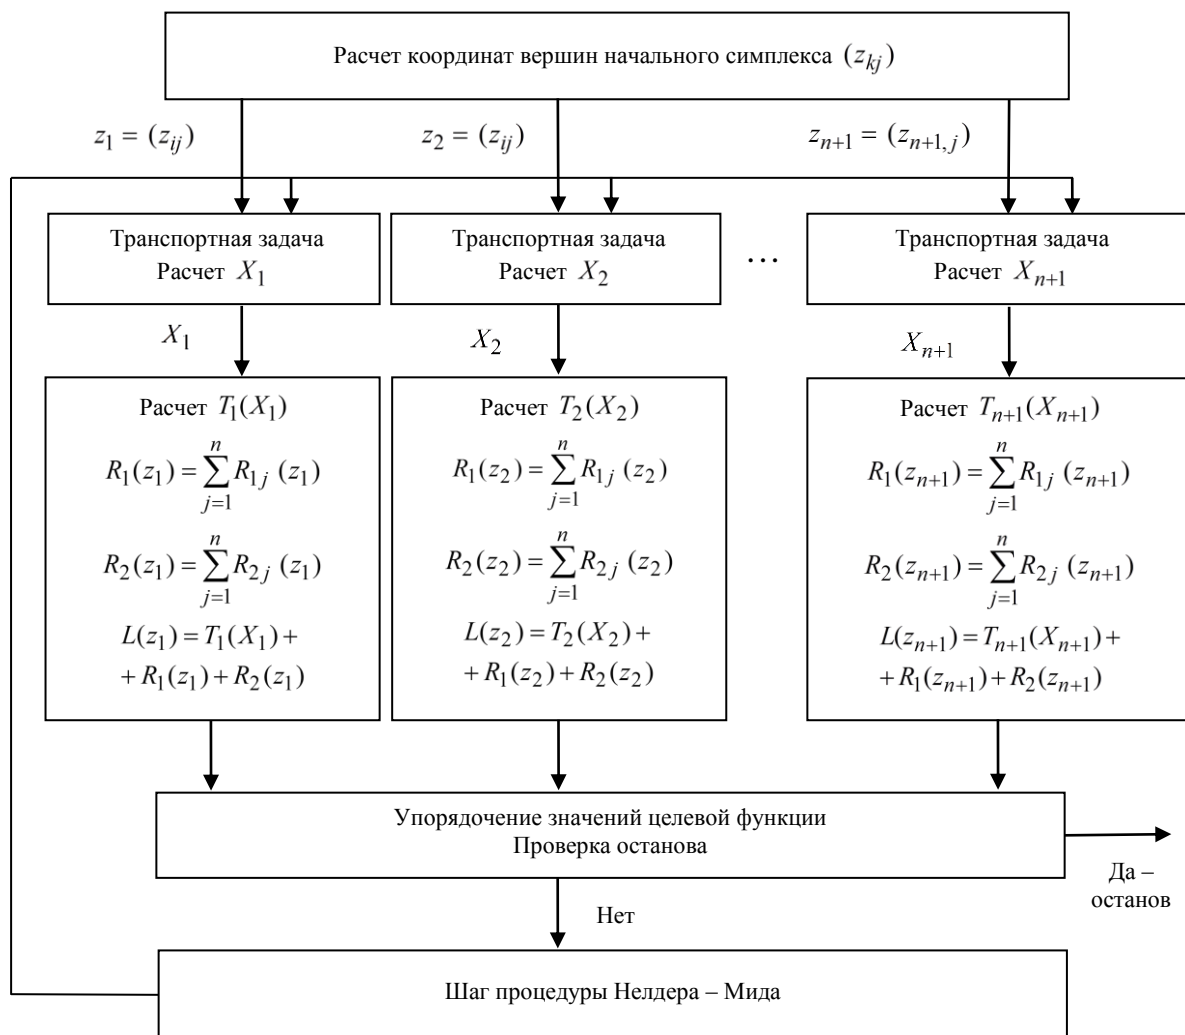 Расчет координат вершин начального симплекса (z_{kj})
z_1 = (z_{ij})
z_2 = (z_{ij})
z_{n+1} = (z_{n+1, j})
Транспортная задача
Расчет X_1
Транспортная задача
Расчет X_2
...
Транспортная задача
Расчет X_{n+1}
X_1
X_2
X_{n+1}
Расчет T_1(X_1)
R_1(z_1) = \sum_{j=1}^{n} R_{1j} (z_1)
R_2(z_1) = \sum_{j=1}^{n} R_{2j} (z_1)
L(z_1) = T_1(X_1) +
+ R_1(z_1) + R_2(z_1)
Расчет T_2(X_2)
R_1(z_2) = \sum_{j=1}^{n} R_{1j} (z_2)
R_2(z_2) = \sum_{j=1}^{n} R_{2j} (z_2)
L(z_2) = T_2(X_2) +
+ R_1(z_2) + R_2(z_2)
Расчет T_{n+1}(X_{n+1})
R_1(z_{n+1}) = \sum_{j=1}^{n} R_{1j} (z_{n+1})
R_2(z_{n+1}) = \sum_{j=1}^{n} R_{2j} (z_{n+1})
L(z_{n+1}) = T_{n+1}(X_{n+1}) +
+ R_1(z_{n+1}) + R_2(z_{n+1})
Упорядочение значений целевой функции
Проверка останова
Да –
останов
Нет
Шаг процедуры Нелдера – Мида